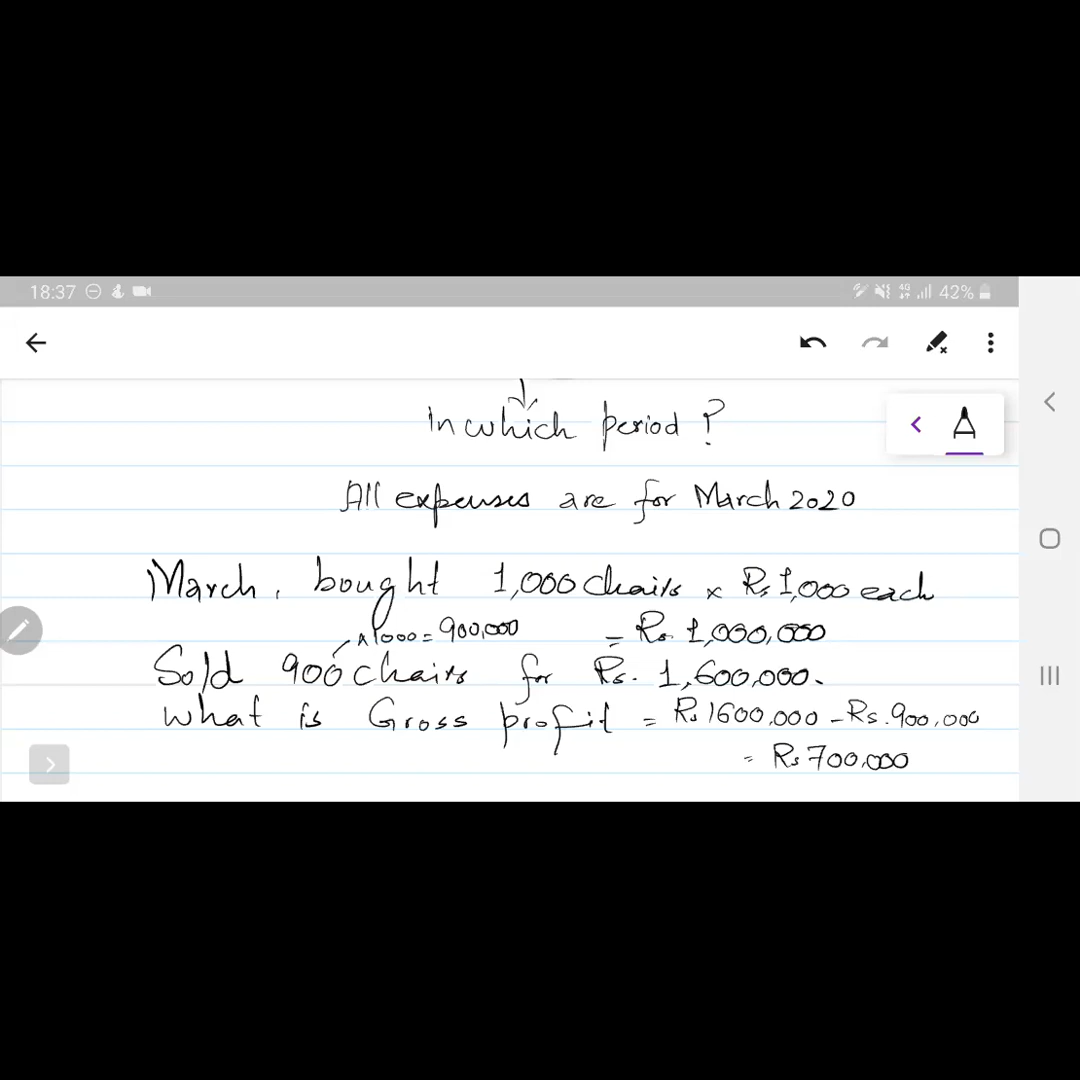 18:37 4G 42%
In which period ?
All expenses are for March 2020
March, bought 1,000 chairs × Rs 1,000 each
× 1000 = 900,000 = Rs. 1,000,000
Sold 900 chairs for Rs. 1,600,000.
What is Gross profit = Rs 1600,000 - Rs. 900,000
= Rs 700,000